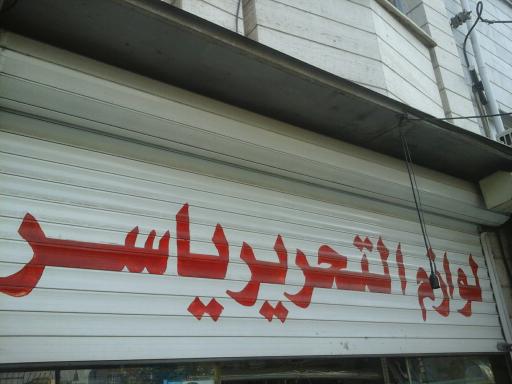 لوازم التحریر یاسر